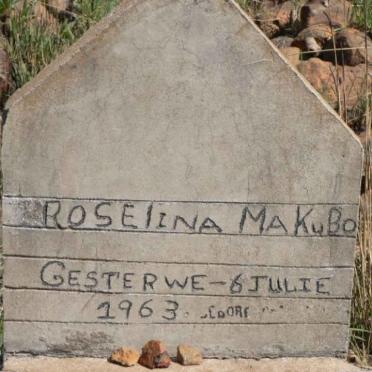 ROSElINA MAKUBO
GESTERWE-6 JULIE
1963.